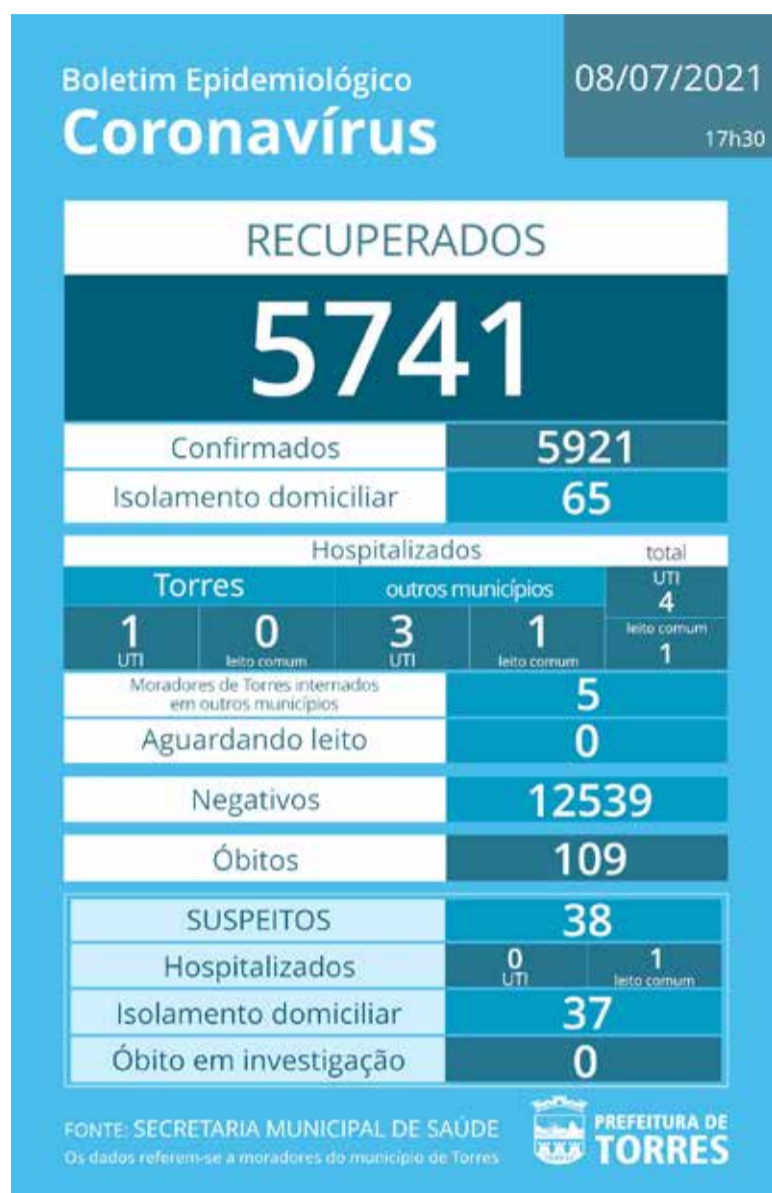 Boletim Epidemiológico
Coronavírus
08/07/2021
17h30
RECUPERADOS
5741
Confirmados 5921
Isolamento domiciliar 65
Hospitalizados total
Torres outros municípios
UTI
4
leito comum
1
1 0 3 1
UTI leito comum UTI leito comum
Moradores de Torres internados
em outros municípios
5
Aguardando leito 0
Negativos 12539
Óbitos 109
SUSPEITOS 38
Hospitalizados
0 1
UTI leito comum
Isolamento domiciliar 37
Óbito em investigação 0
FONTE: SECRETARIA MUNICIPAL DE SAÚDE
Os dados referem-se a moradores do município de Torres
PREFEITURA DE
TORRES